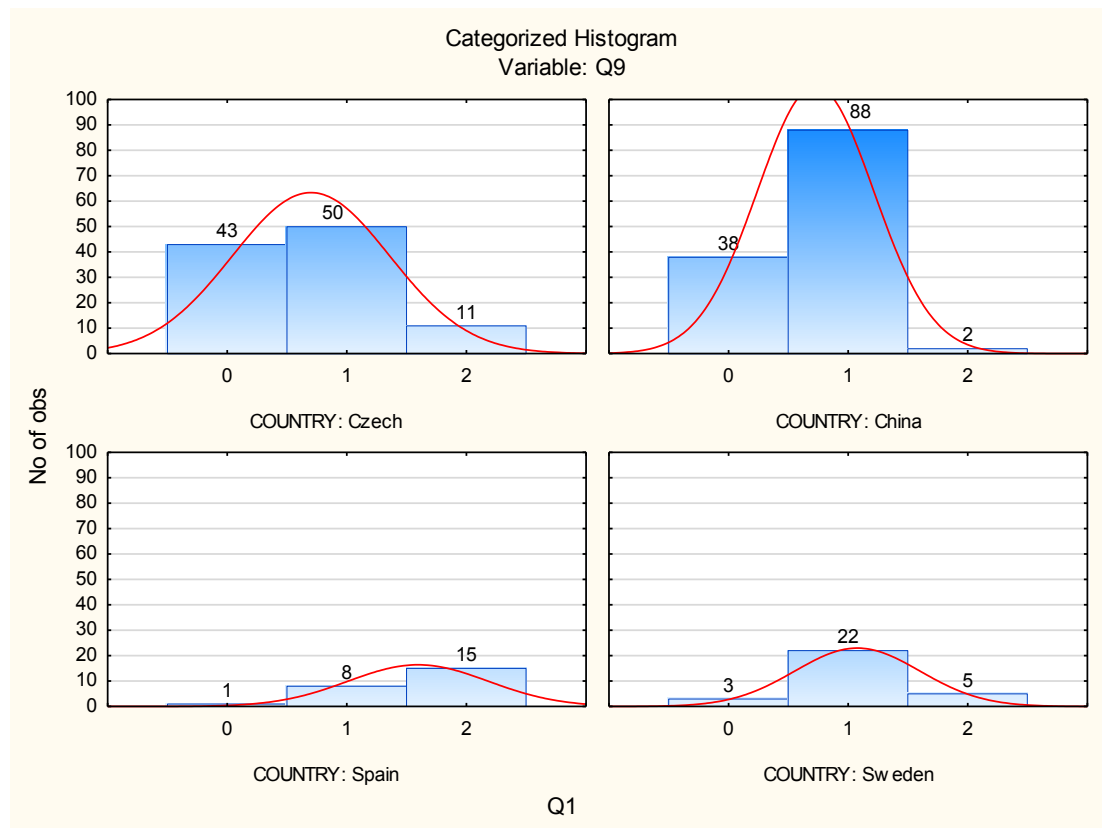 Categorized Histogram
Variable: Q9
100
90
80
70
60
50
40
30
20
10
0
43
50
11
0 1 2
COUNTRY: Czech
38
88
2
0 1 2
COUNTRY: China
No of obs
100
90
80
70
60
50
40
30
20
10
0
1
8
15
0 1 2
COUNTRY: Spain
3
22
5
0 1 2
COUNTRY: Sweden
Q1